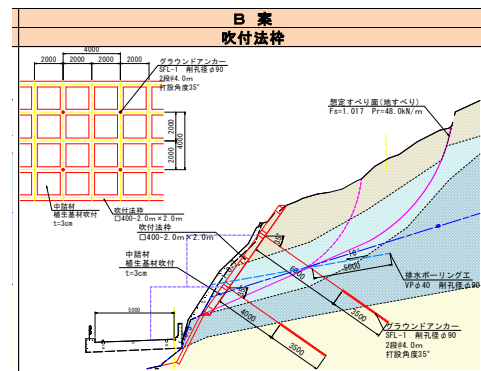 B 案
吹付法枠
4000
2000
2000
2000
グラウンドアンカー
SFL-1 削孔径φ90
2段@4.0m
打設角度35°
2000
2000
4000
中詰材
植生基材吹付
t=3cm
吹付法枠
□400-2.0m×2.0m
想定すべり面(地すべり)
Fs=1.017 Pr=48.0kN/m
吹付法枠
□400-2.0m×2.0m
中詰材
植生基材吹付
t=3cm
5000
10°
5000
排水ボーリング工
VPφ40 削孔径φ90
4000
3500
3500
グラウンドアンカー
SFL-1 削孔径φ90
2段@4.0m
打設角度35°